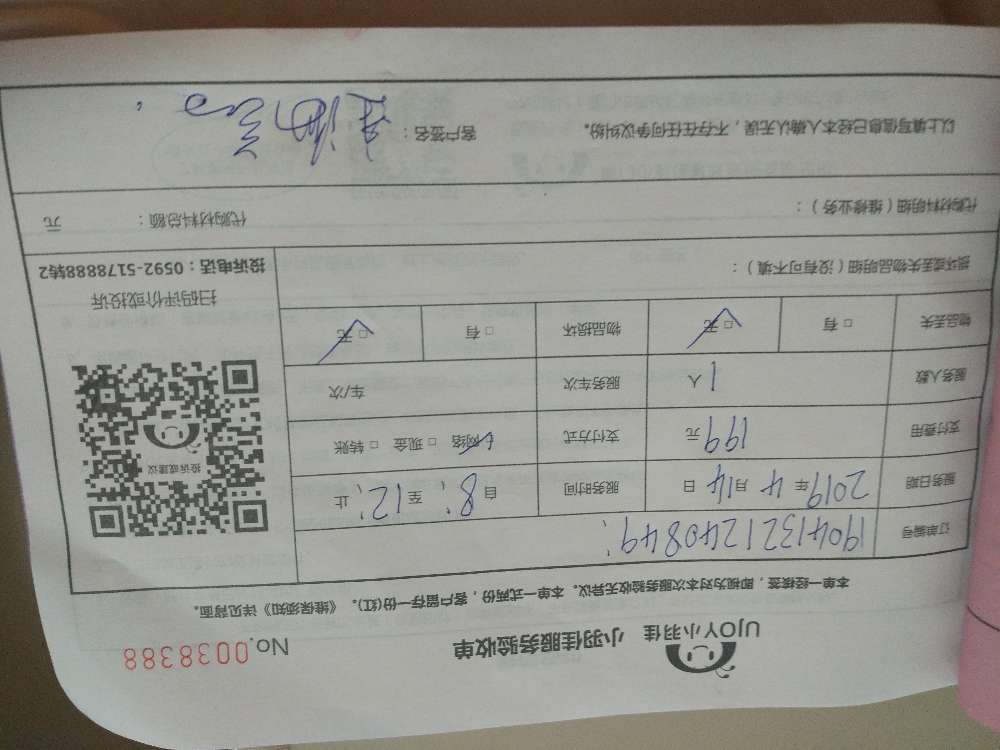 UJOY小羽佳 小羽佳服务验收单 No.0038388
本单一经核签，即视为对本次服务验收无异议。本单一式两份，客户留存一份(红)。《维保须知》详见背面。
订单编号 19041321240849
服务日期 2019年4月14日 服务时间 自8:至12:止
支付费用 199元 支付方式 □网络 □现金 □转账
服务人数 1人 服务车次 车/次
物品丢失 □有 □无 物品损坏 □有 □无
投诉或建议
扫码评价或投诉
投诉电话：0592-5178888转2
损坏或丢失物品明细（没有可不填）：
代购材料明细（维修业务）： 代购材料总额： 元
以上填写信息已经本人确认无误，不存在任何争议纠纷。 客户签名：